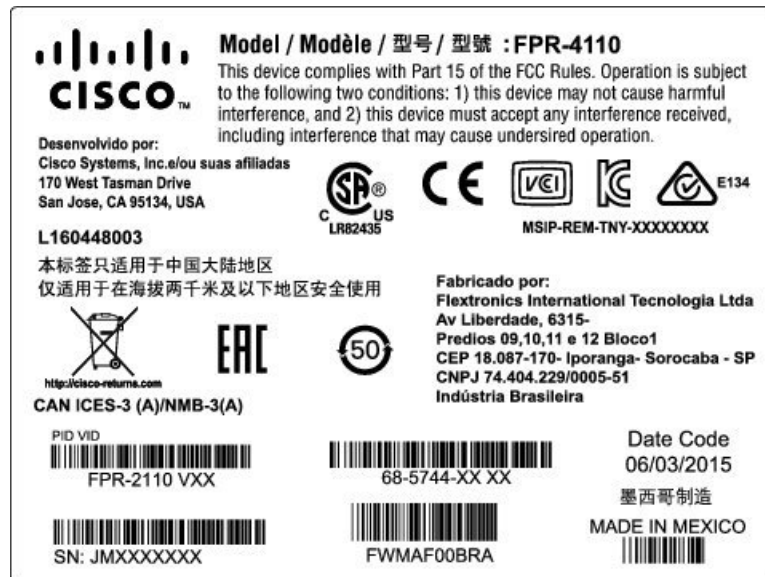 CISCO™
Model / Modèle / 型号 / 型號 : FPR-4110
This device complies with Part 15 of the FCC Rules. Operation is subject
to the following two conditions: 1) this device may not cause harmful
interference, and 2) this device must accept any interference received,
including interference that may cause undersired operation.
Desenvolvido por:
Cisco Systems, Inc.e/ou suas afiliadas
170 West Tasman Drive
San Jose, CA 95134, USA
L160448003
SA®
C US
LR82435
CE
VCI
KC
E134
MSIP-REM-TNY-XXXXXXXX
本标签只适用于中国大陆地区
仅适用于在海拔两千米及以下地区安全使用
http://cisco-returns.com
EAC
50
CAN ICES-3 (A)/NMB-3(A)
Fabricado por:
Flextronics International Tecnologia Ltda
Av Liberdade, 6315-
Predios 09,10,11 e 12 Bloco1
CEP 18.087-170- Iporanga- Sorocaba - SP
CNPJ 74.404.229/0005-51
Indústria Brasileira
PID VID
FPR-2110 VXX
68-5744-XX XX
SN: JMXXXXXXX
FWMAF00BRA
Date Code
06/03/2015
墨西哥制造
MADE IN MEXICO